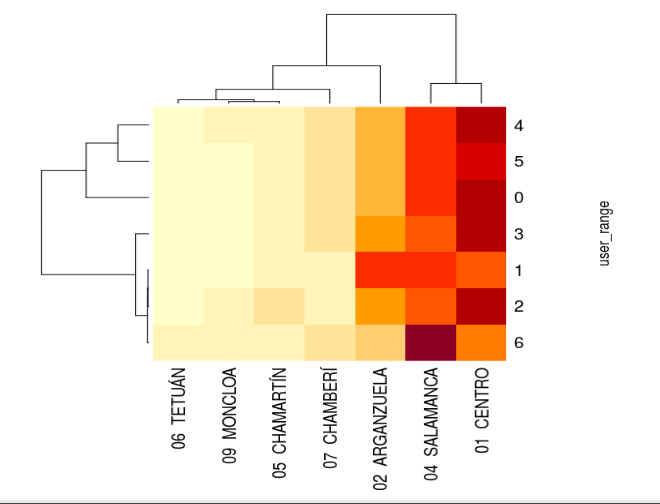 4
5
0
3
1
2
6
user_range
06 TETUÁN
09 MONCLOA
05 CHAMARTÍN
07 CHAMBERÍ
02 ARGANZUELA
04 SALAMANCA
01 CENTRO